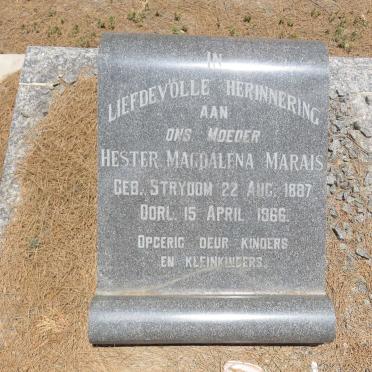 IN
LIEFDEVOLLE HERINNERING
AAN
ONS MOEDER
HESTER MAGDALENA MARAIS
GEB. STRYDOM 22 AUG. 1887
OORL. 15 APRIL 1966.
OPGERIG DEUR KINDERS
EN KLEINKINDERS.